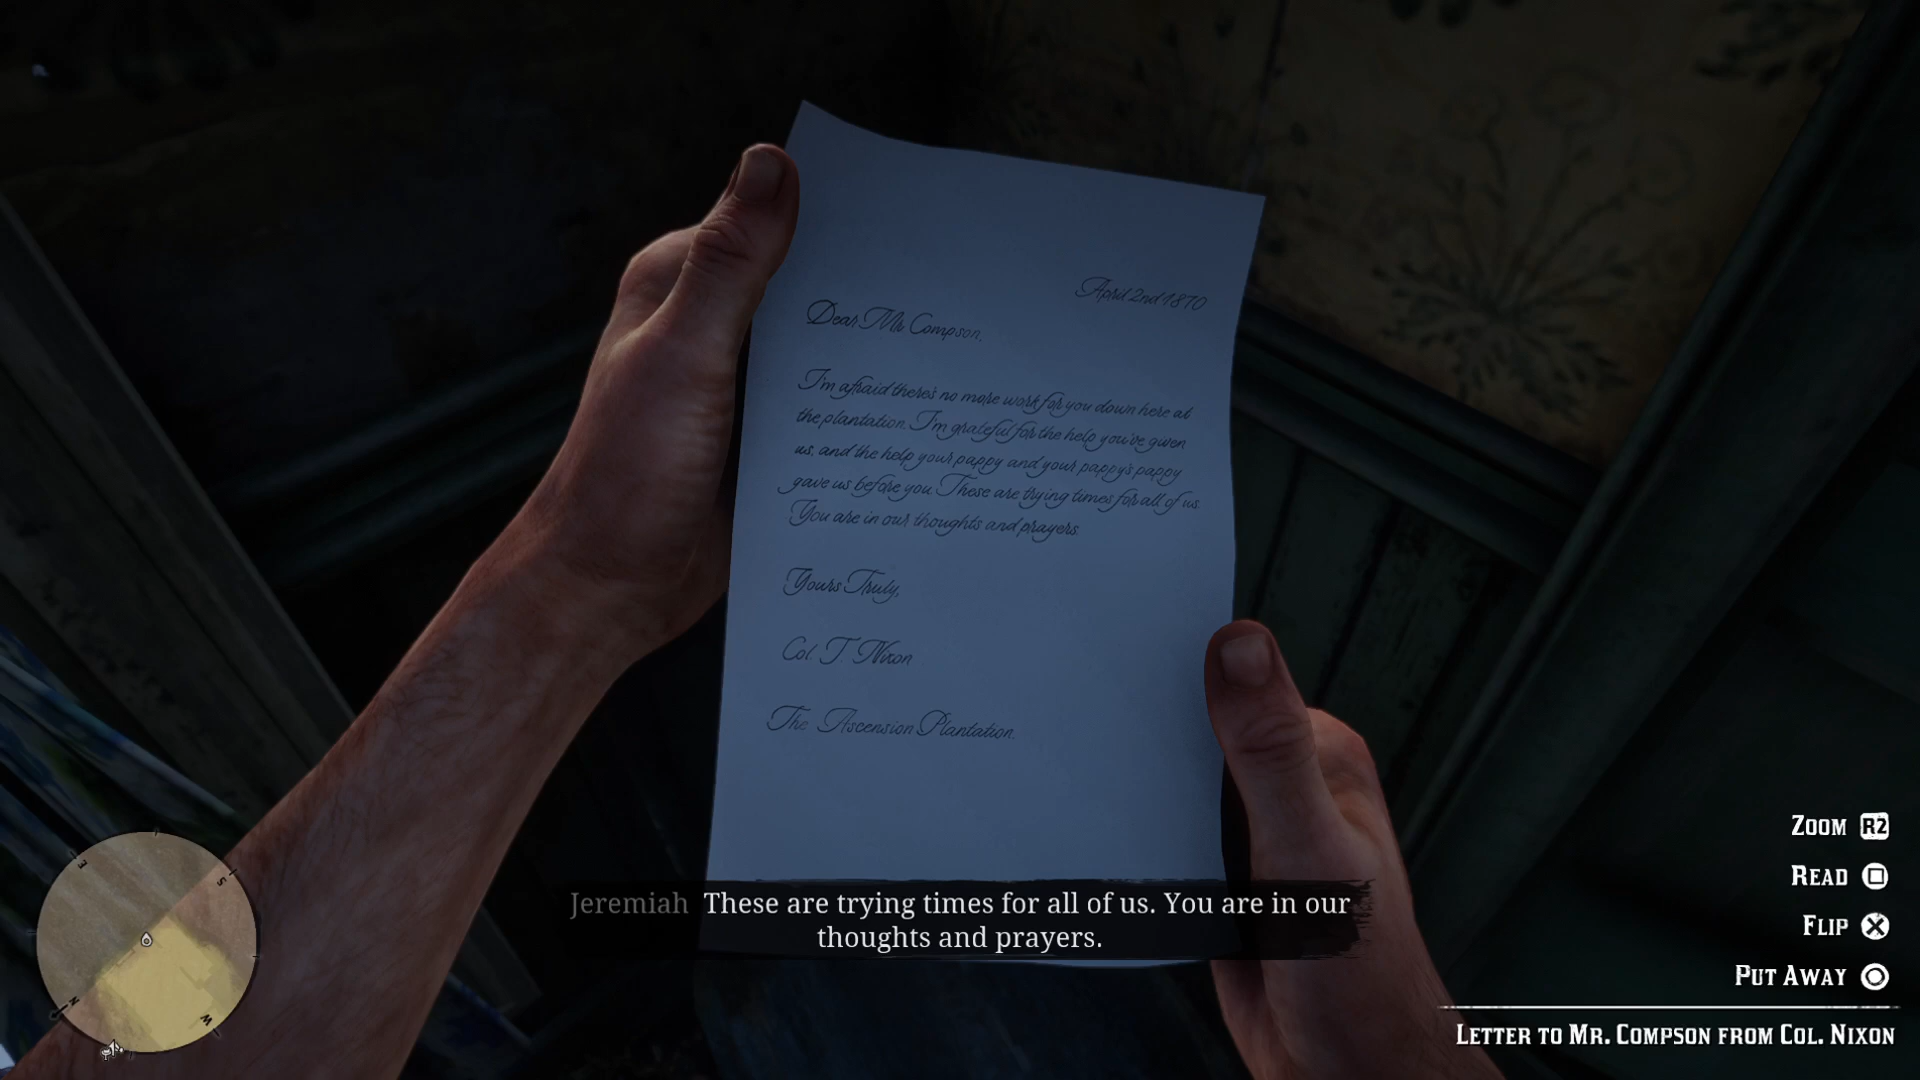 April 2nd 1870
Dear Mr. Compson,
I'm afraid there's no more work for you down here at
the plantation. I'm grateful for the help you've given
us, and the help your pappy and your pappy's pappy
gave us before you. These are trying times for all of us.
You are in our thoughts and prayers.
Yours Truly,
Col. T. Nixon
The Ascension Plantation.
Jeremiah These are trying times for all of us. You are in our
thoughts and prayers.
E
S
N
W
ZOOM R2
READ
FLIP
PUT AWAY
LETTER TO MR. COMPSON FROM COL. NIXON